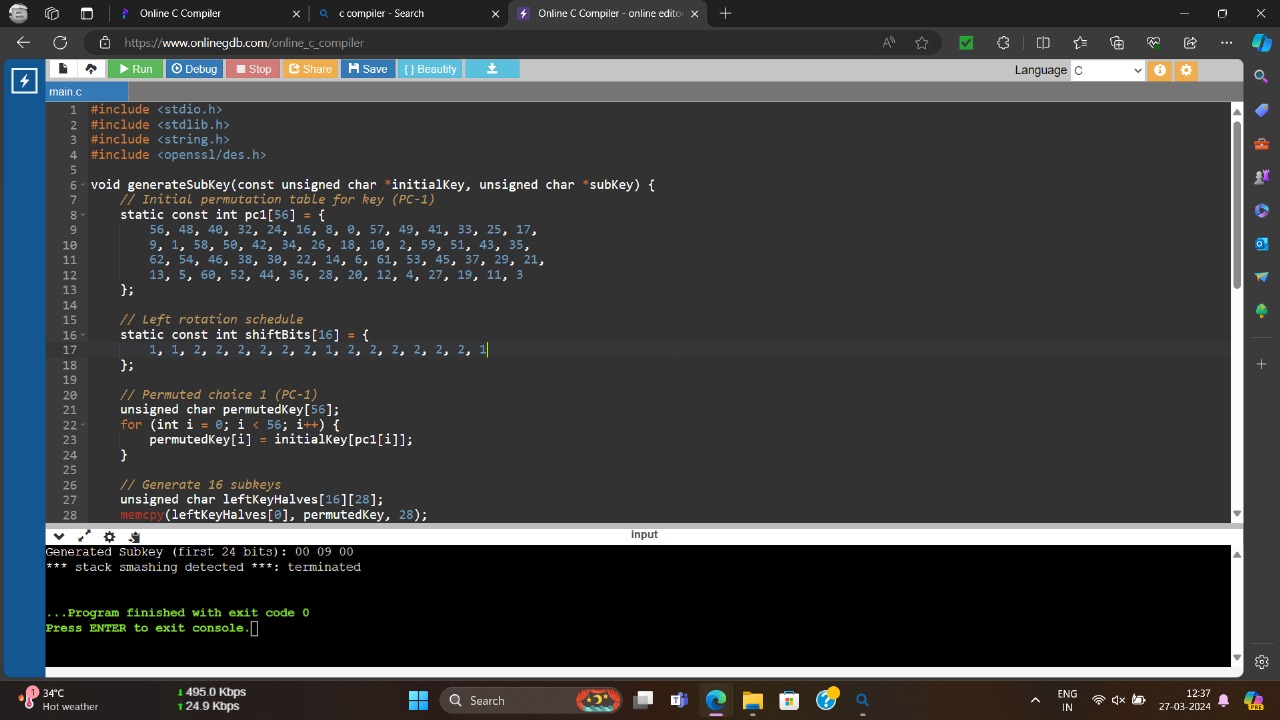 Online C Compiler
c compiler - Search
Online C Compiler - online edito
https://www.onlinegdb.com/online_c_compiler
Run Debug Stop Share Save { } Beautify Language C
main.c
1 #include <stdio.h>
2 #include <stdlib.h>
3 #include <string.h>
4 #include <openssl/des.h>
5
6 void generateSubKey(const unsigned char *initialKey, unsigned char *subKey) {
7 // Initial permutation table for key (PC-1)
8 static const int pc1[56] = {
9 56, 48, 40, 32, 24, 16, 8, 0, 57, 49, 41, 33, 25, 17,
10 9, 1, 58, 50, 42, 34, 26, 18, 10, 2, 59, 51, 43, 35,
11 62, 54, 46, 38, 30, 22, 14, 6, 61, 53, 45, 37, 29, 21,
12 13, 5, 60, 52, 44, 36, 28, 20, 12, 4, 27, 19, 11, 3
13 };
14
15 // Left rotation schedule
16 static const int shiftBits[16] = {
17 1, 1, 2, 2, 2, 2, 2, 2, 1, 2, 2, 2, 2, 2, 2, 1
18 };
19
20 // Permuted choice 1 (PC-1)
21 unsigned char permutedKey[56];
22 for (int i = 0; i < 56; i++) {
23 permutedKey[i] = initialKey[pc1[i]];
24 }
25
26 // Generate 16 subkeys
27 unsigned char leftKeyHalves[16][28];
28 memcpy(leftKeyHalves[0], permutedKey, 28);
input
Generated Subkey (first 24 bits): 00 09 00
*** stack smashing detected ***: terminated
...Program finished with exit code 0
Press ENTER to exit console.
1 34°C
Hot weather
495.0 Kbps
24.9 Kbps
Search
ENG
IN
12:37
27-03-2024
PRE